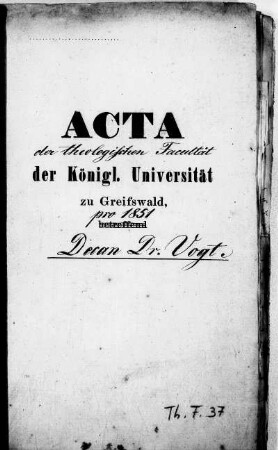 ACTA
der theologischen Facultät
der Königl. Universität
zu Greifswald,
pro 1851
betreffend
Decan Dr. Vogt.
Th. F. 37